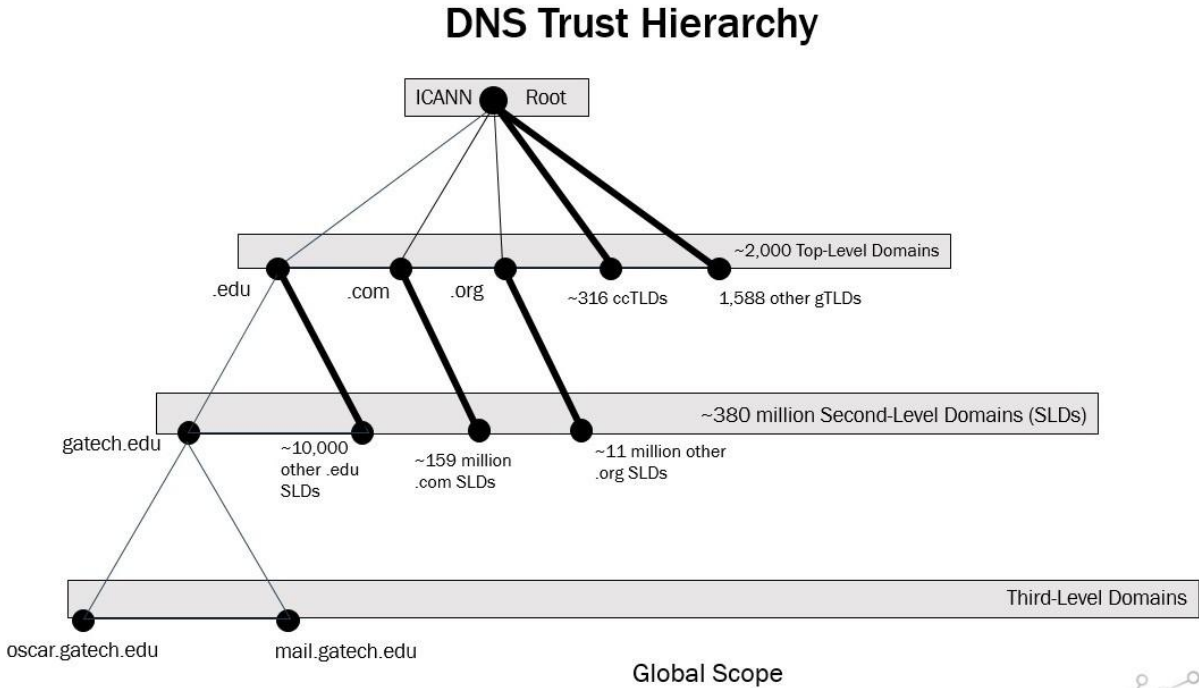 DNS Trust Hierarchy
ICANN Root
~2,000 Top-Level Domains
.edu
.com
.org
~316 ccTLDs
1,588 other gTLDs
~380 million Second-Level Domains (SLDs)
gatech.edu
~10,000
other .edu
SLDs
~159 million
.com SLDs
~11 million other
.org SLDs
Third-Level Domains
oscar.gatech.edu
mail.gatech.edu
Global Scope